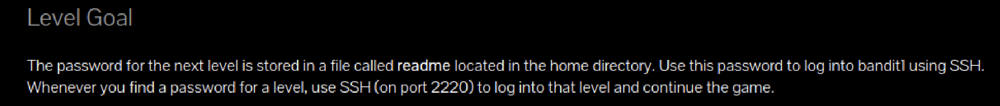 Level Goal
The password for the next level is stored in a file called readme located in the home directory. Use this password to log into bandit1 using SSH.
Whenever you find a password for a level, use SSH (on port 2220) to log into that level and continue the game.